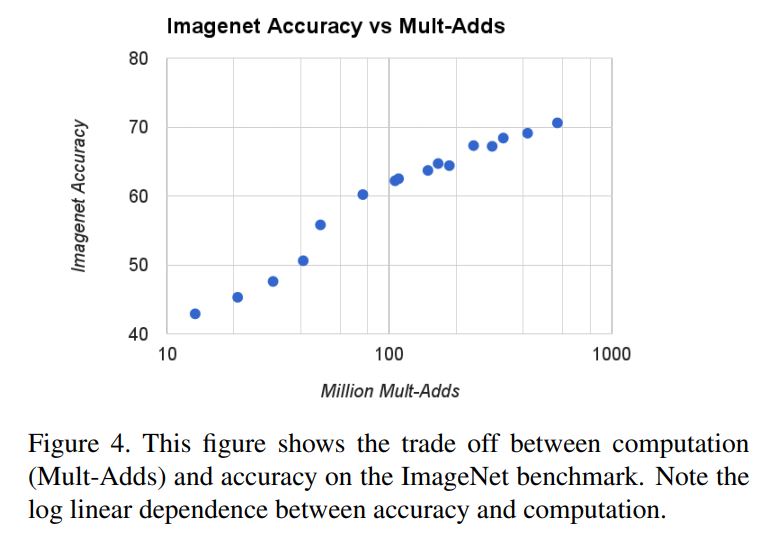 Imagenet Accuracy vs Mult-Adds
80
70
60
50
40
Imagenet Accuracy
10 100 1000
Million Mult-Adds
Figure 4. This figure shows the trade off between computation
(Mult-Adds) and accuracy on the ImageNet benchmark. Note the
log linear dependence between accuracy and computation.